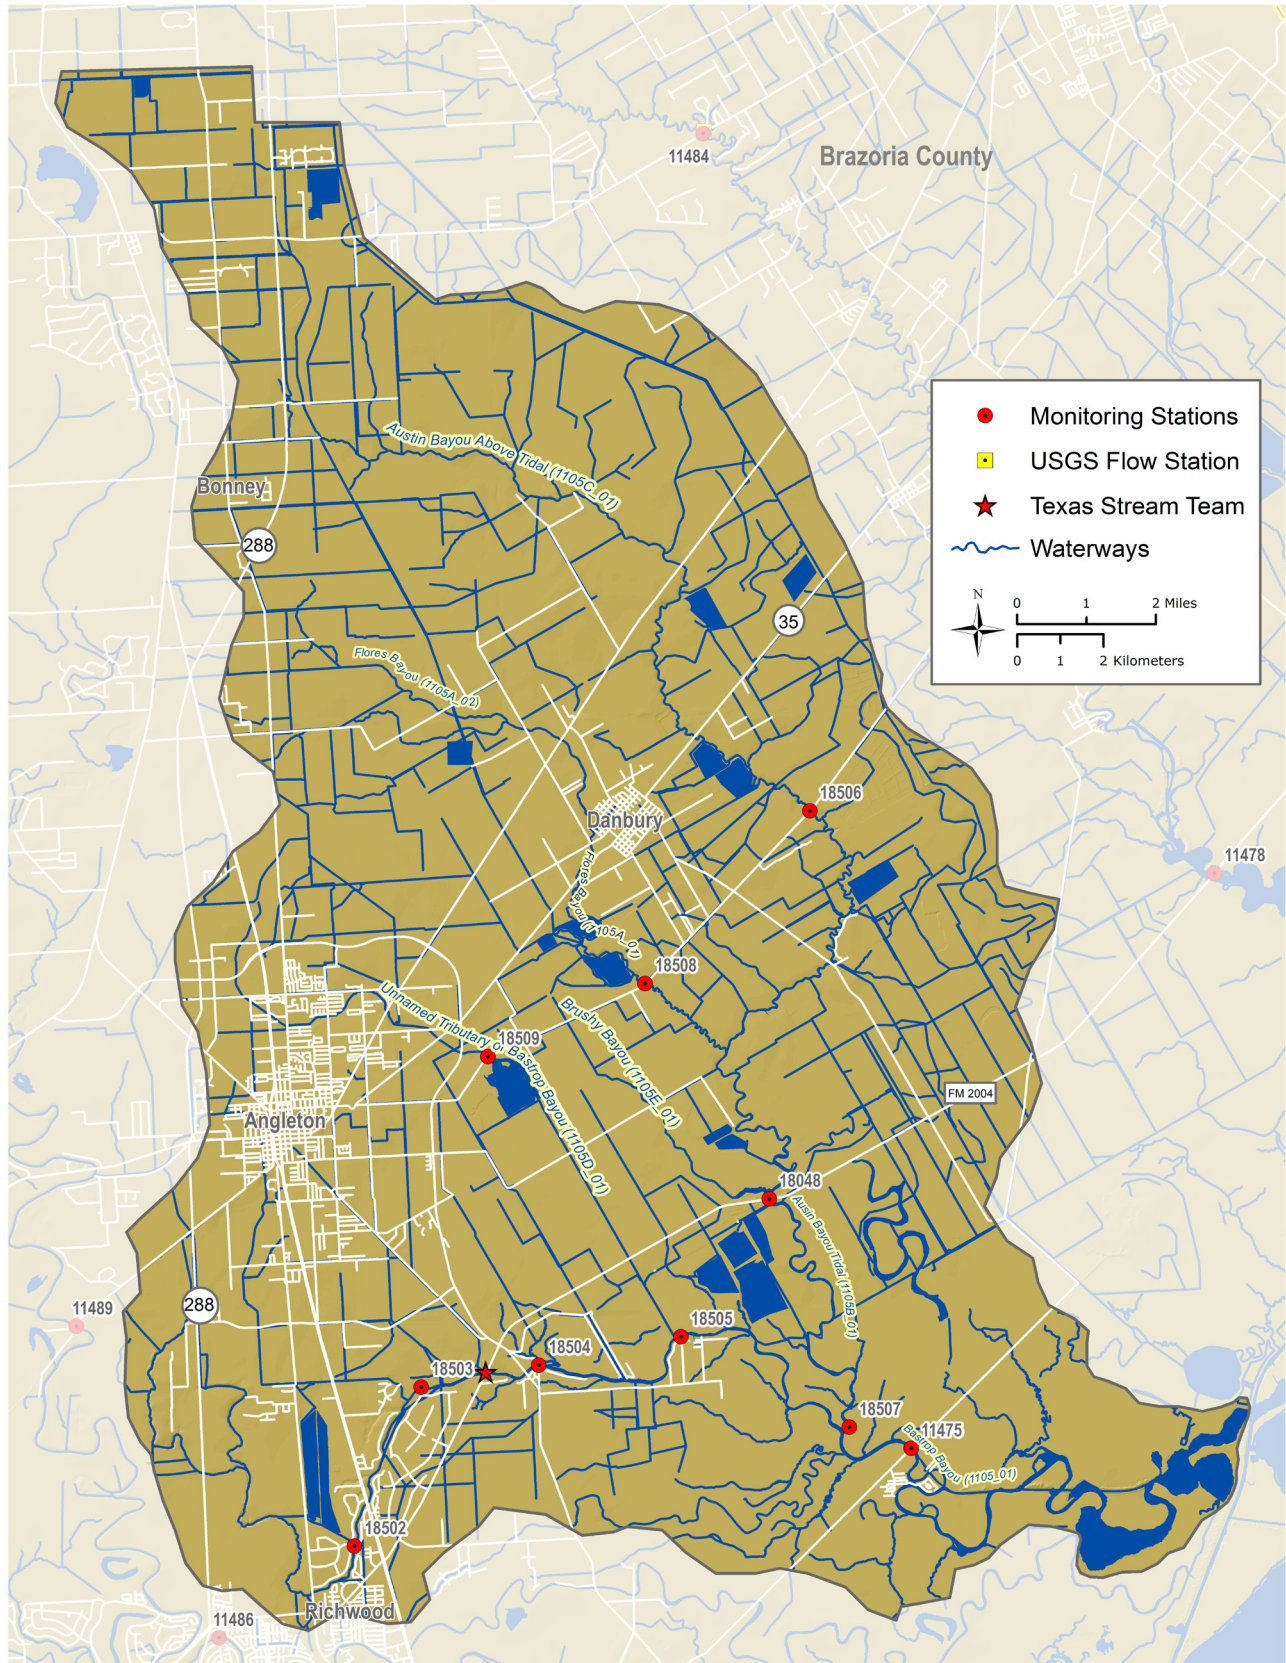 11484
Brazoria County
Monitoring Stations
USGS Flow Station
Texas Stream Team
Waterways
N
0 1 2 Miles
0 1 2 Kilometers
Austin Bayou Above Tidal (1105C_01)
Bonney
288
35
Flores Bayou (1105A_02)
18506
Danbury
11478
Flores Bayou (1105A_01)
18508
Unnamed Tributary of Bastrop Bayou (1105D_01)
Brushy Bayou (1105E_01)
18509
FM 2004
Angleton
18048
Ausin Bayou Tidal (1105B_01)
288
11489
18505
18504
18503
18507
11475
Bastrop Bayou (1105_01)
18502
Richwood
11486